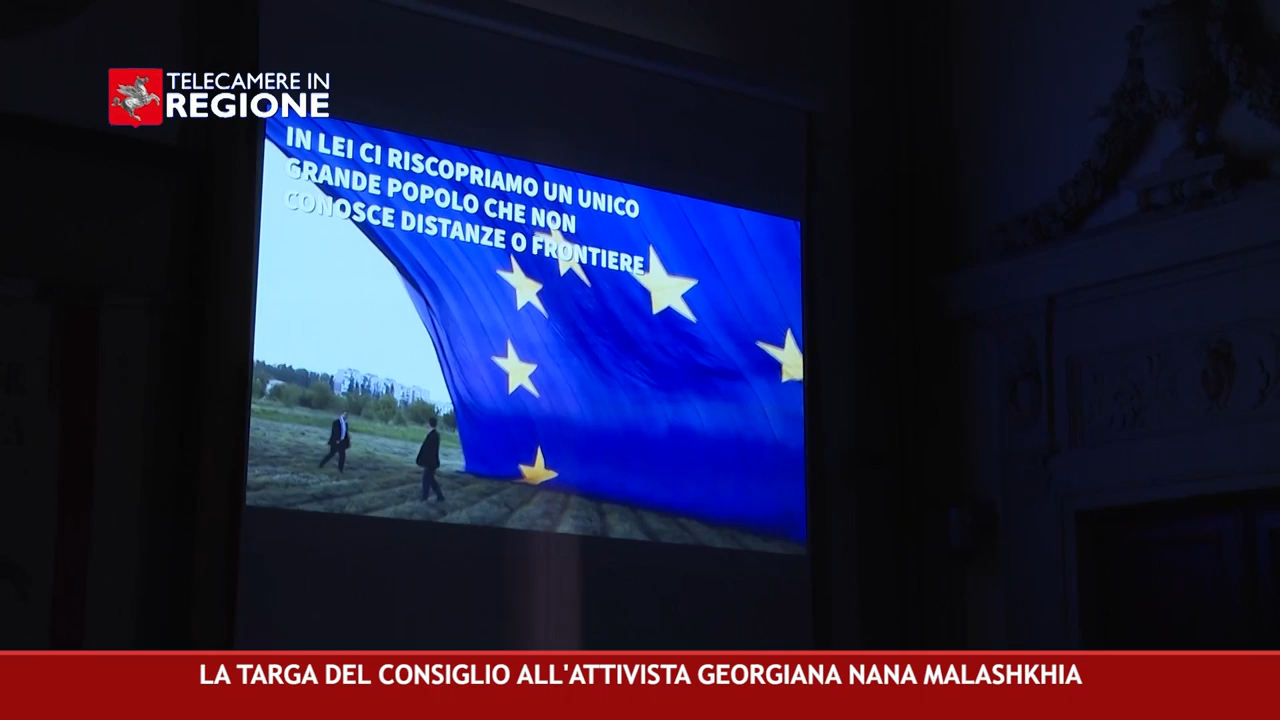 TELECAMERE IN
REGIONE
IN LEI CI RISCOPRIAMO UN UNICO
GRANDE POPOLO CHE NON
CONOSCE DISTANZE O FRONTIERE
LA TARGA DEL CONSIGLIO ALL'ATTIVISTA GEORGIANA NANA MALASHKHIA